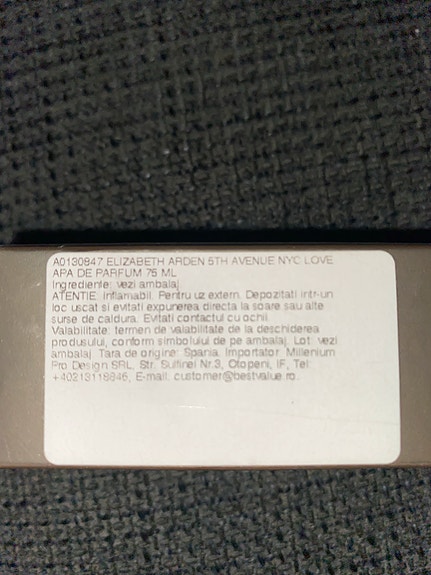 A0130847 ELIZABETH ARDEN 5TH AVENUE NYC LOVE
APA DE PARFUM 75 ML
Ingrediente: vezi ambalaj
ATENTIE: Inflamabil. Pentru uz extern. Depozitati intr-un
loc uscat si evitati expunerea directa la soare sau alte
surse de caldura. Evitati contactul cu ochii.
Valabilitate: termen de valabilitate de la deschiderea
produsului, conform simbolului de pe ambalaj. Lot: vezi
ambalaj. Tara de origine: Spania. Importator: Millenium
Pro Design SRL, Str. Sulfinei Nr.3, Otopeni, IF, Tel:
+40213118846, E-mail: customer@bestvalue.ro.